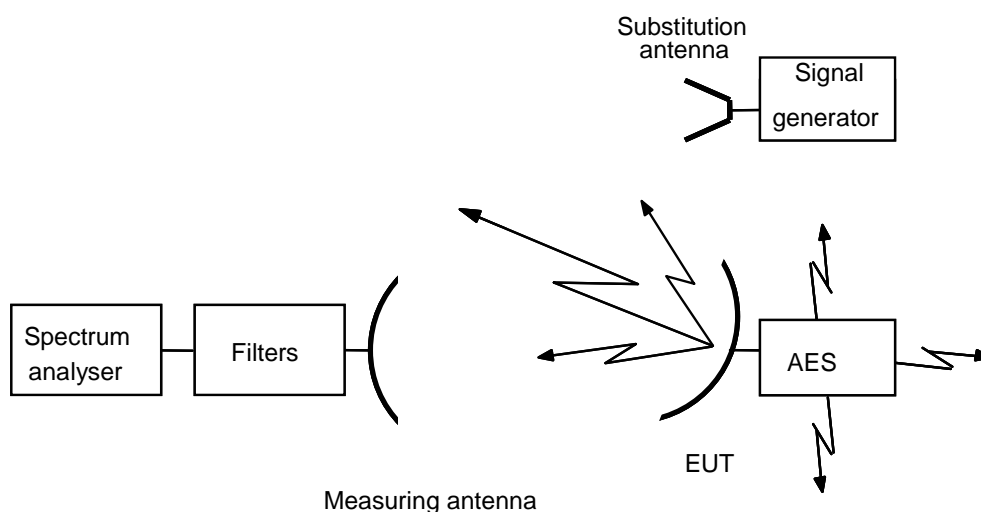 Substitution
antenna
Signal
generator
Spectrum
analyser
Filters
AES
EUT
Measuring antenna